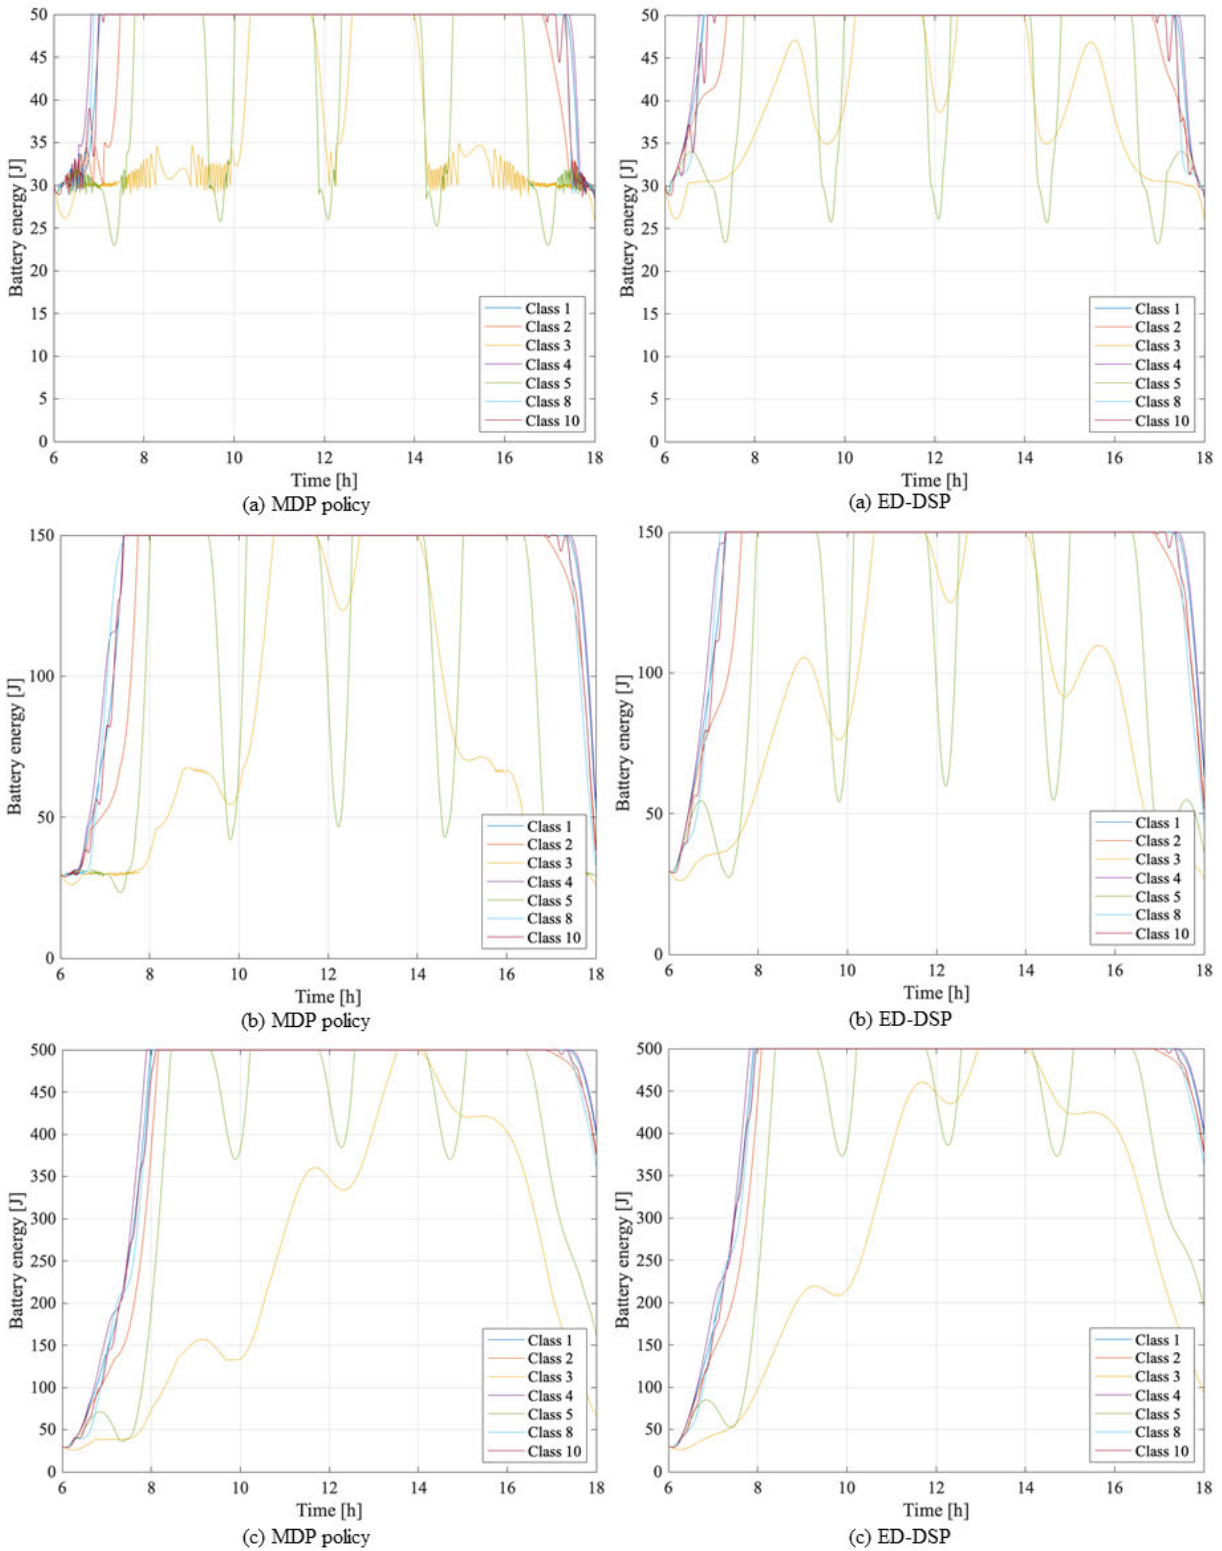 50
45
40
35
30
25
20
15
10
5
0
Battery energy [J]
Class 1
Class 2
Class 3
Class 4
Class 5
Class 8
Class 10
6 8 10 12 14 16 18
Time [h]
(a) MDP policy
50
45
40
35
30
25
20
15
10
5
0
Battery energy [J]
Class 1
Class 2
Class 3
Class 4
Class 5
Class 8
Class 10
6 8 10 12 14 16 18
Time [h]
(a) ED-DSP
150
100
50
0
Battery energy [J]
Class 1
Class 2
Class 3
Class 4
Class 5
Class 8
Class 10
6 8 10 12 14 16 18
Time [h]
(b) MDP policy
150
100
50
0
Battery energy [J]
Class 1
Class 2
Class 3
Class 4
Class 5
Class 8
Class 10
6 8 10 12 14 16 18
Time [h]
(b) ED-DSP
500
450
400
350
300
250
200
150
100
50
0
Battery energy [J]
Class 1
Class 2
Class 3
Class 4
Class 5
Class 8
Class 10
6 8 10 12 14 16 18
Time [h]
(c) MDP policy
500
450
400
350
300
250
200
150
100
50
0
Battery energy [J]
Class 1
Class 2
Class 3
Class 4
Class 5
Class 8
Class 10
6 8 10 12 14 16 18
Time [h]
(c) ED-DSP